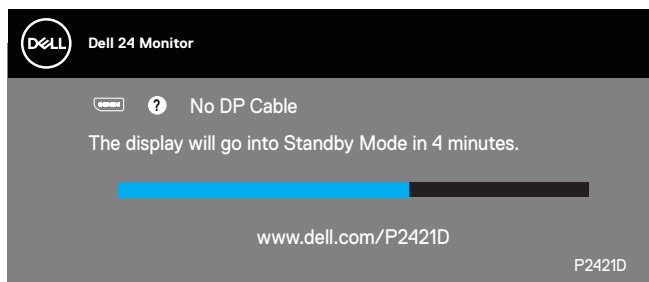 DELL
Dell 24 Monitor
? No DP Cable
The display will go into Standby Mode in 4 minutes.
www.dell.com/P2421D
P2421D